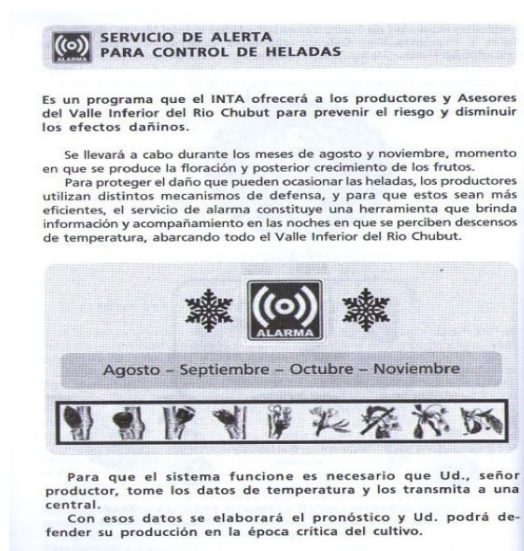 SERVICIO DE ALERTA
PARA CONTROL DE HELADAS
ALARMA
Es un programa que el INTA ofrecerá a los productores y Asesores
del Valle Inferior del Rio Chubut para prevenir el riesgo y disminuir
los efectos dañinos.
Se llevará a cabo durante los meses de agosto y noviembre, momento
en que se produce la floración y posterior crecimiento de los frutos.
Para proteger el daño que pueden ocasionar las heladas, los productores
utilizan distintos mecanismos de defensa, y para que estos sean más
eficientes, el servicio de alarma constituye una herramienta que brinda
información y acompañamiento en las noches en que se perciben descensos
de temperatura, abarcando todo el Valle Inferior del Rio Chubut.
ALARMA
Agosto – Septiembre – Octubre – Noviembre
Para que el sistema funcione es necesario que Ud., señor
productor, tome los datos de temperatura y los transmita a una
central.
Con esos datos se elaborará el pronóstico y Ud. podrá de-
fender su producción en la época crítica del cultivo.